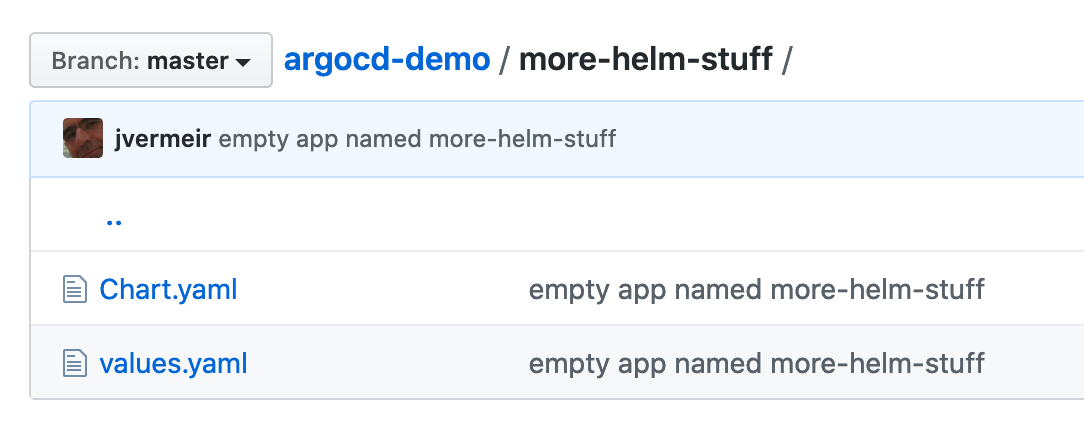 Branch: master argocd-demo / more-helm-stuff /
jvermeir empty app named more-helm-stuff
..
Chart.yaml empty app named more-helm-stuff
values.yaml empty app named more-helm-stuff